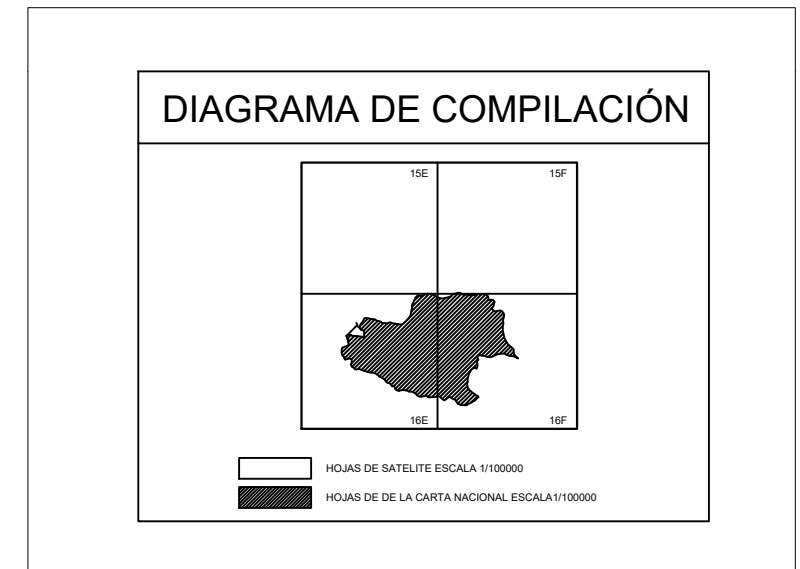 DIAGRAMA DE COMPILACIÓN
15E
15F
16E
16F
HOJAS DE SATELITE ESCALA 1/100000
HOJAS DE DE LA CARTA NACIONAL ESCALA1/100000